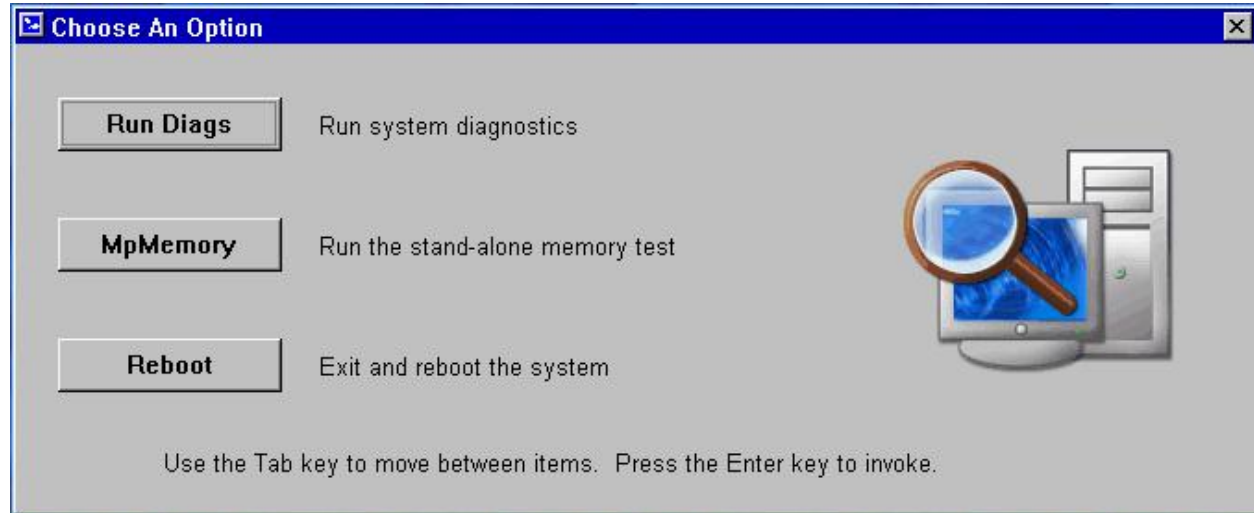 Choose An Option
Run Diags Run system diagnostics
MpMemory Run the stand-alone memory test
Reboot Exit and reboot the system
Use the Tab key to move between items.  Press the Enter key to invoke.